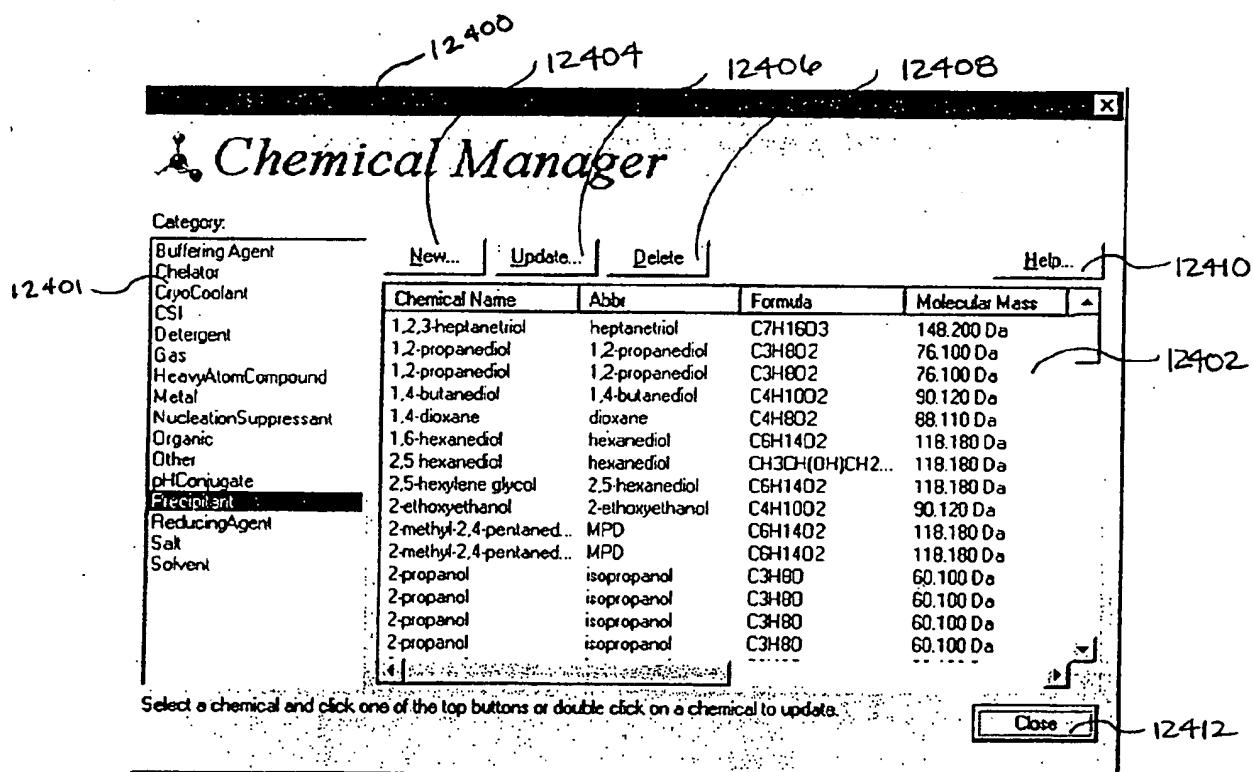 12400
12404
12406
12408
Chemical Manager
Category:
Buffering Agent
Chelator
CryoCoolant
CSI
Detergent
Gas
HeavyAtomCompound
Metal
NucleationSuppressant
Organic
Other
pHConjugate
Precipitant
ReducingAgent
Salt
Solvent
12401
New... Update... Delete Help...
12410
Chemical Name Abbr Formula Molecular Mass
1,2,3-heptanetriol heptanetriol C7H16O3 148.200 Da
1,2-propanediol 1,2-propanediol C3H8O2 76.100 Da
1,2-propanediol 1,2-propanediol C3H8O2 76.100 Da
1,4-butanediol 1,4-butanediol C4H10O2 90.120 Da
1,4-dioxane dioxane C4H8O2 88.110 Da
1,6-hexanediol hexanediol C6H14O2 118.180 Da
2,5 hexanediol hexanediol CH3CH(OH)CH2... 118.180 Da
2,5-hexylene glycol 2,5-hexanediol C6H14O2 118.180 Da
2-ethoxyethanol 2-ethoxyethanol C4H10O2 90.120 Da
2-methyl-2,4-pentaned... MPD C6H14O2 118.180 Da
2-methyl-2,4-pentaned... MPD C6H14O2 118.180 Da
2-propanol isopropanol C3H8O 60.100 Da
2-propanol isopropanol C3H8O 60.100 Da
2-propanol isopropanol C3H8O 60.100 Da
2-propanol isopropanol C3H8O 60.100 Da
12402
Select a chemical and click one of the top buttons or double click on a chemical to update.
Close
12412